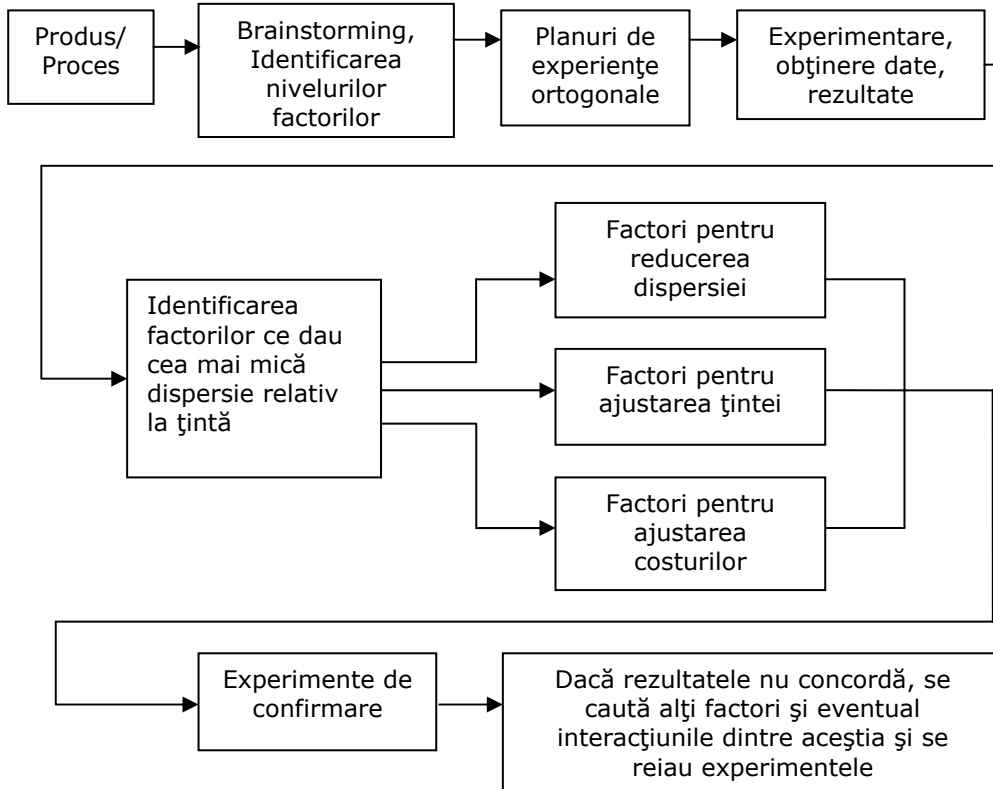 Produs/
Proces
Brainstorming,
Identificarea
nivelurilor
factorilor
Planuri de
experienţe
ortogonale
Experimentare,
obţinere date,
rezultate
Identificarea
factorilor ce dau
cea mai mică
dispersie relativ
la ţintă
Factori pentru
reducerea
dispersiei
Factori pentru
ajustarea ţintei
Factori pentru
ajustarea
costurilor
Experimente de
confirmare
Dacă rezultatele nu concordă, se
caută alţi factori şi eventual
interacţiunile dintre aceştia şi se
reiau experimentele